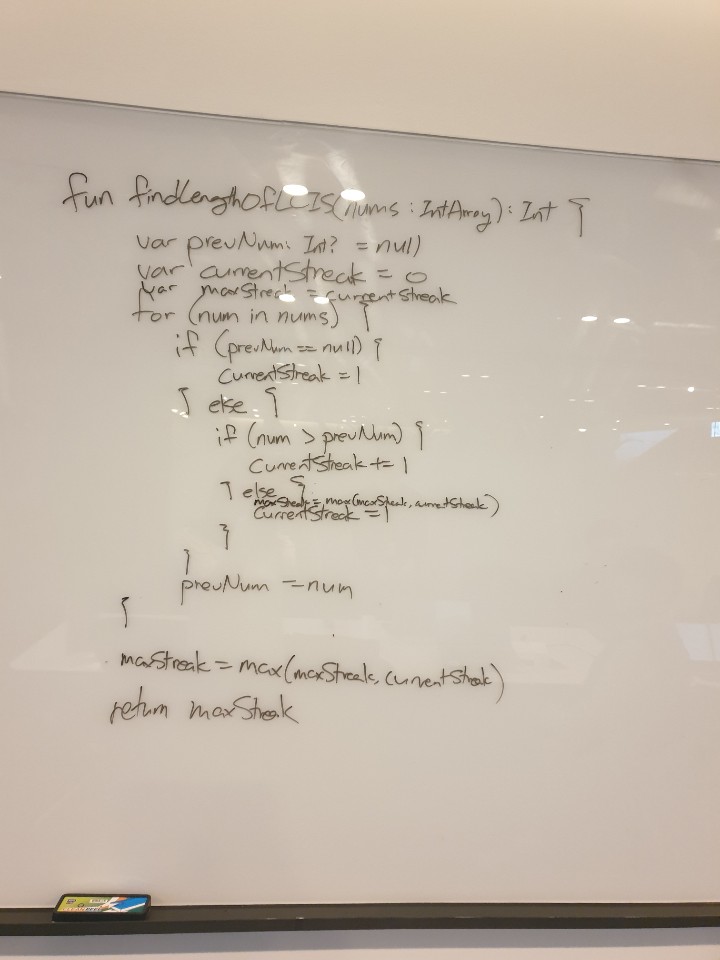 fun findLengthOfLCIS(nums : IntArray) : Int {
var prevNum: Int? = null)
var currentStreak = 0
var maxStreak = currentStreak
for (num in nums) {
if (prevNum == null) {
currentStreak = 1
} else {
if (num > prevNum) {
currentStreak += 1
} else {
maxStreak = max(maxStreak, currentStreak)
currentStreak = 1
}
}
prevNum = num
}
maxStreak = max(maxStreak, currentStreak)
return maxStreak